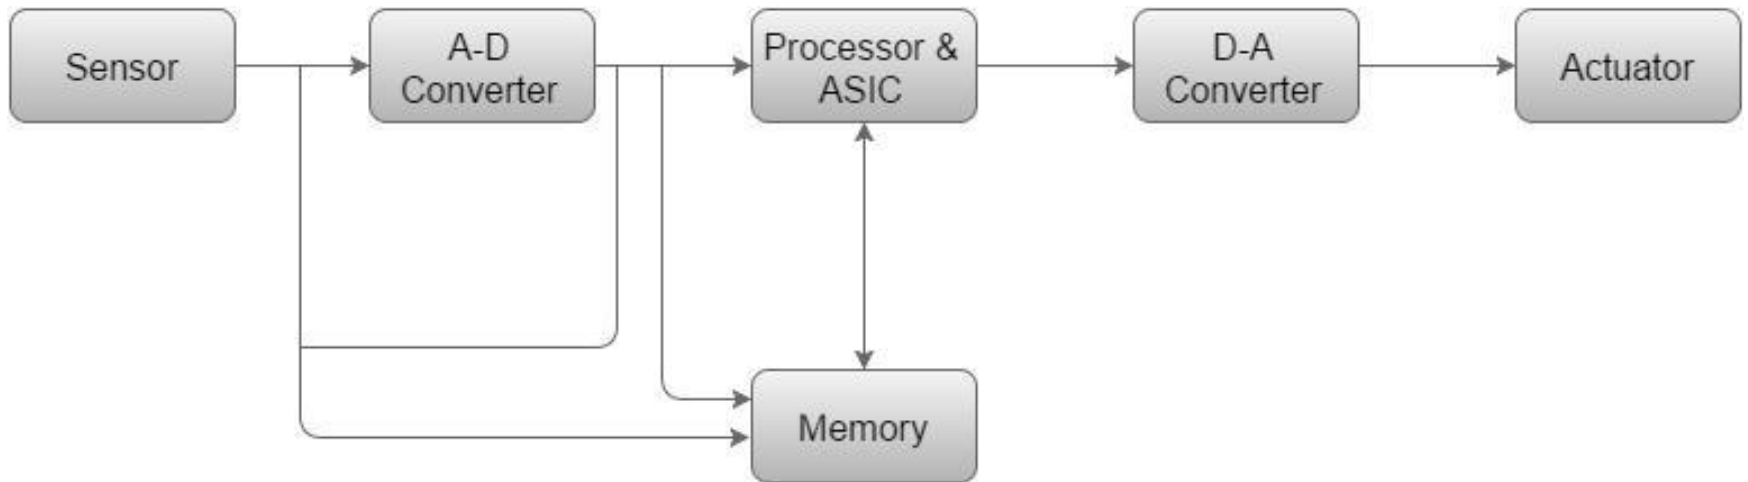 Sensor
A-D
Converter
Processor &
ASIC
D-A
Converter
Actuator
Memory